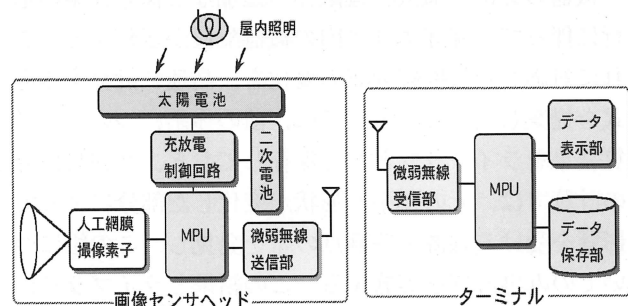 屋内照明
太陽電池
充放電
制御回路
二次電池
人工網膜
撮像素子
MPU
微弱無線
送信部
画像センサヘッド
微弱無線
受信部
MPU
データ
表示部
データ
保存部
ターミナル